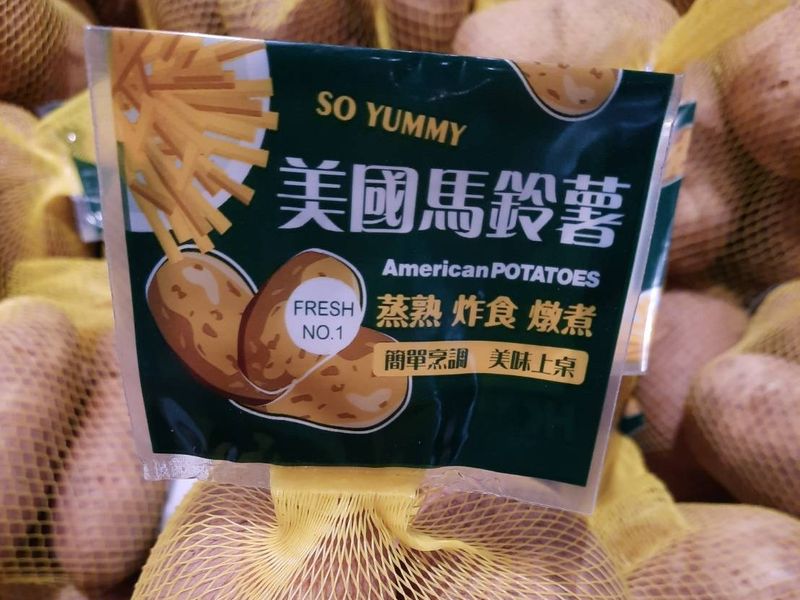 SO YUMMY
美國馬鈴薯
American POTATOES
FRESH
NO.1
蒸熟 炸食 燉煮
簡單烹調 美味上桌